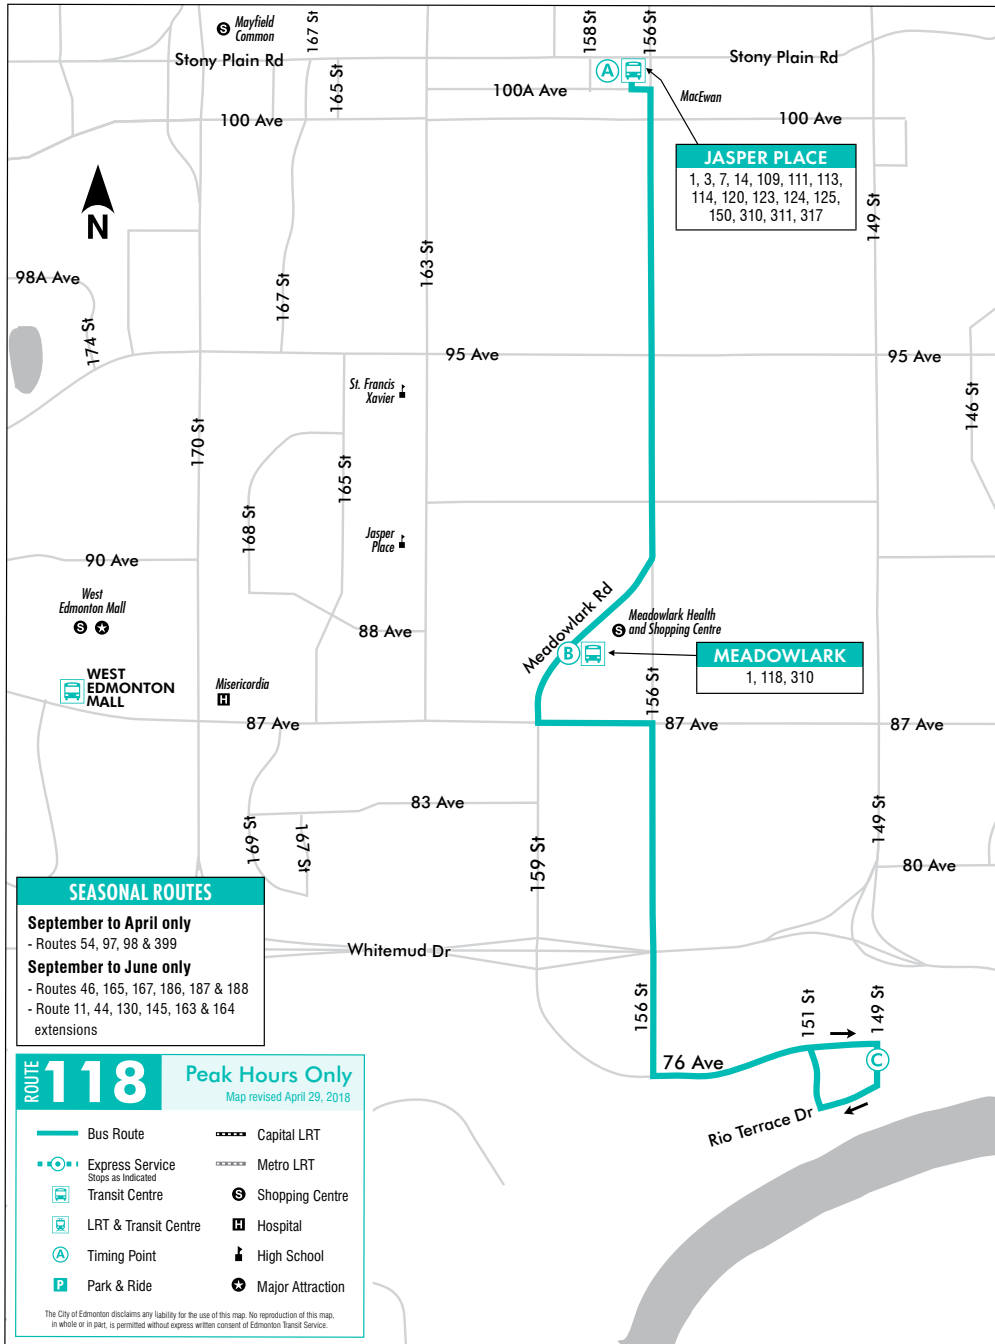 Mayfield
Common
167 St
158 St
156 St
Stony Plain Rd
Stony Plain Rd
165 St
A
100A Ave
MacEwan
100 Ave
100 Ave
JASPER PLACE
1, 3, 7, 14, 109, 111, 113,
114, 120, 123, 124, 125,
150, 310, 311, 317
N
149 St
163 St
98A Ave
167 St
174 St
95 Ave
95 Ave
St. Francis
Xavier
146 St
170 St
165 St
168 St
Jasper
Place
90 Ave
West
Edmonton Mall
Meadowlark Rd
Meadowlark Health
and Shopping Centre
88 Ave
B
MEADOWLARK
1, 118, 310
WEST
EDMONTON
MALL
Misericordia
H
156 St
87 Ave
87 Ave
87 Ave
83 Ave
169 St
167 St
159 St
149 St
80 Ave
SEASONAL ROUTES
September to April only
- Routes 54, 97, 98 & 399
September to June only
- Routes 46, 165, 167, 186, 187 & 188
- Route 11, 44, 130, 145, 163 & 164
extensions
Whitemud Dr
156 St
151 St
149 St
76 Ave
C
Rio Terrace Dr
ROUTE
118
Peak Hours Only
Map revised April 29, 2018
Bus Route
Capital LRT
Express Service
Stops as Indicated
Metro LRT
Transit Centre
S Shopping Centre
LRT & Transit Centre
H Hospital
A Timing Point
High School
P Park & Ride
Major Attraction
The City of Edmonton disclaims any liability for the use of this map. No reproduction of this map,
in whole or in part, is permitted without express written consent of Edmonton Transit Service.